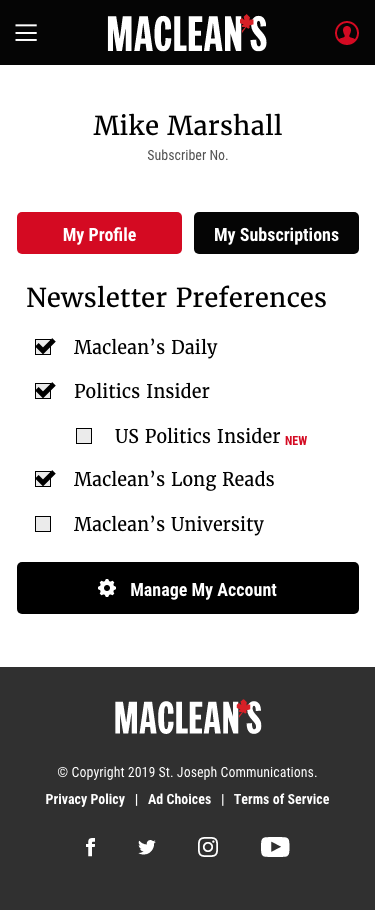 MACLEAN'S
Mike Marshall
Subscriber No.
My Profile
My Subscriptions
Newsletter Preferences
Maclean’s Daily
Politics Insider
US Politics Insider NEW
Maclean’s Long Reads
Maclean’s University
Manage My Account
MACLEAN'S
© Copyright 2019 St. Joseph Communications.
Privacy Policy | Ad Choices | Terms of Service